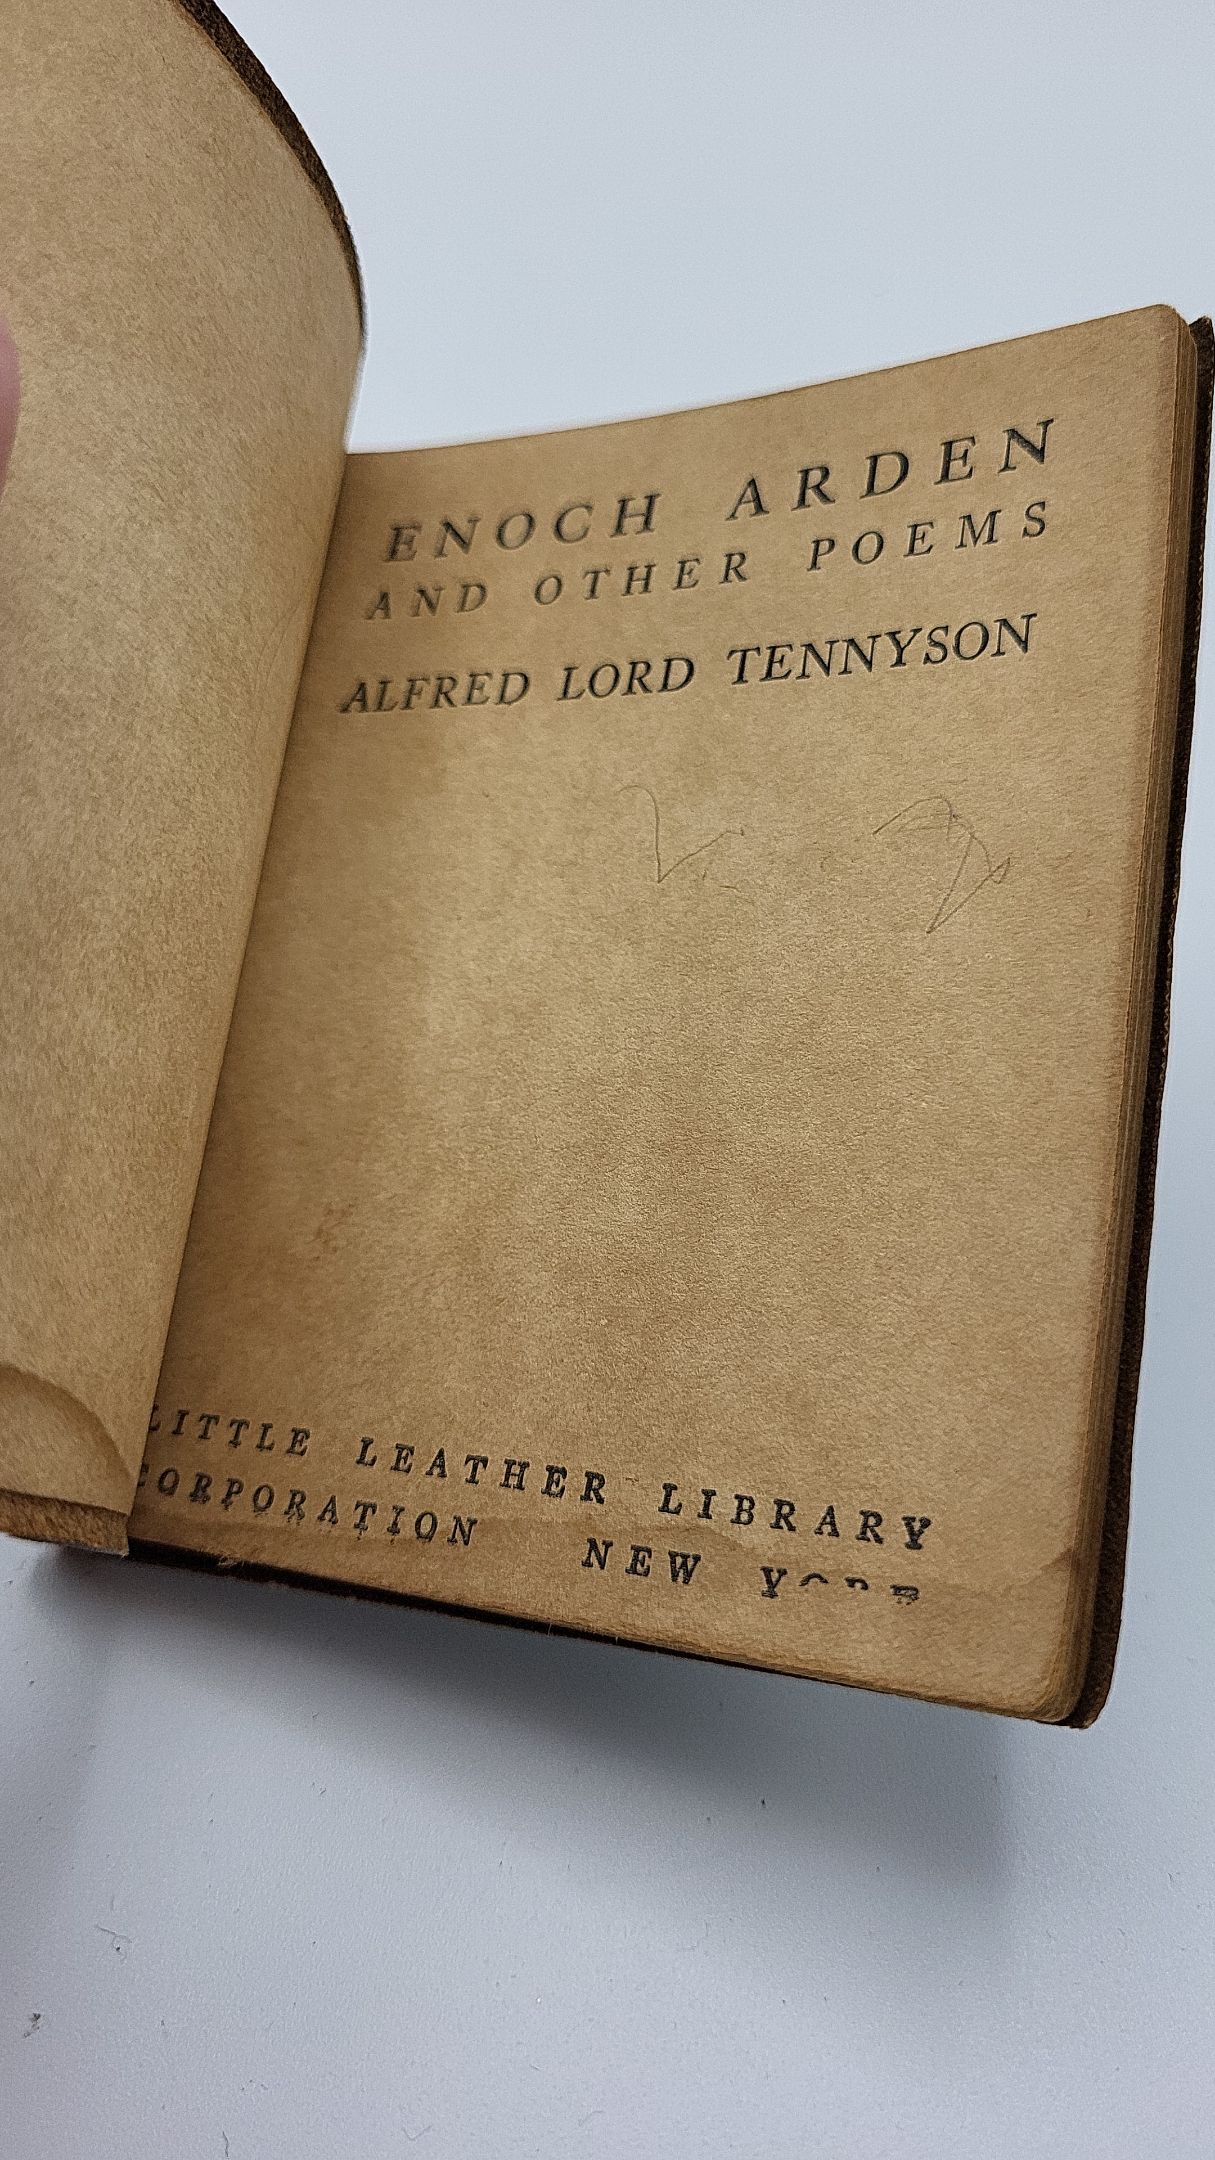 ENOCH ARDEN
AND OTHER POEMS
ALFRED LORD TENNYSON
LITTLE LEATHER LIBRARY
CORPORATION NEW YORK